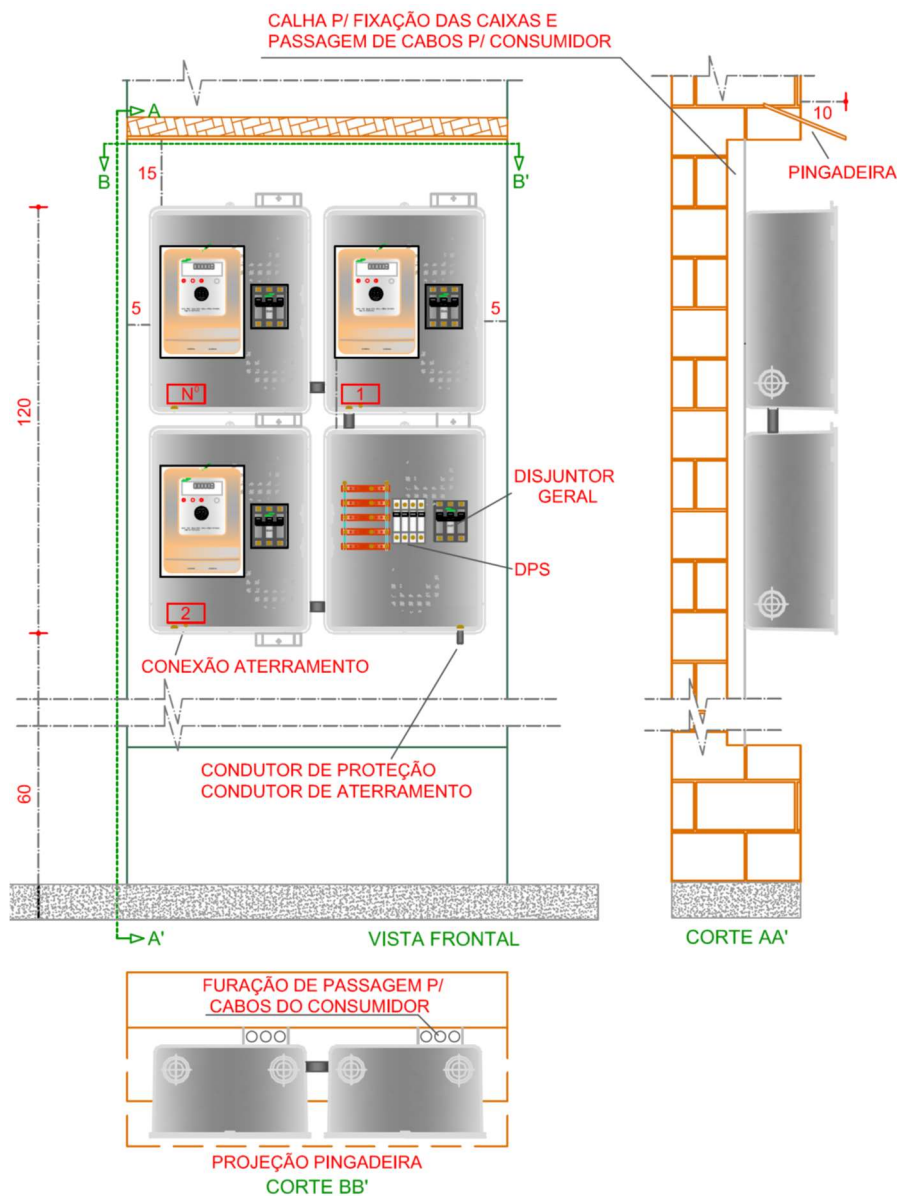 CALHA P/ FIXAÇÃO DAS CAIXAS E
PASSAGEM DE CABOS P/ CONSUMIDOR
A
10
B
B'
15
PINGADEIRA
5
5
Nº
1
120
DISJUNTOR
GERAL
DPS
2
CONEXÃO ATERRAMENTO
60
CONDUTOR DE PROTEÇÃO
CONDUTOR DE ATERRAMENTO
A'
VISTA FRONTAL
CORTE AA'
FURAÇÃO DE PASSAGEM P/
CABOS DO CONSUMIDOR
PROJEÇÃO PINGADEIRA
CORTE BB'